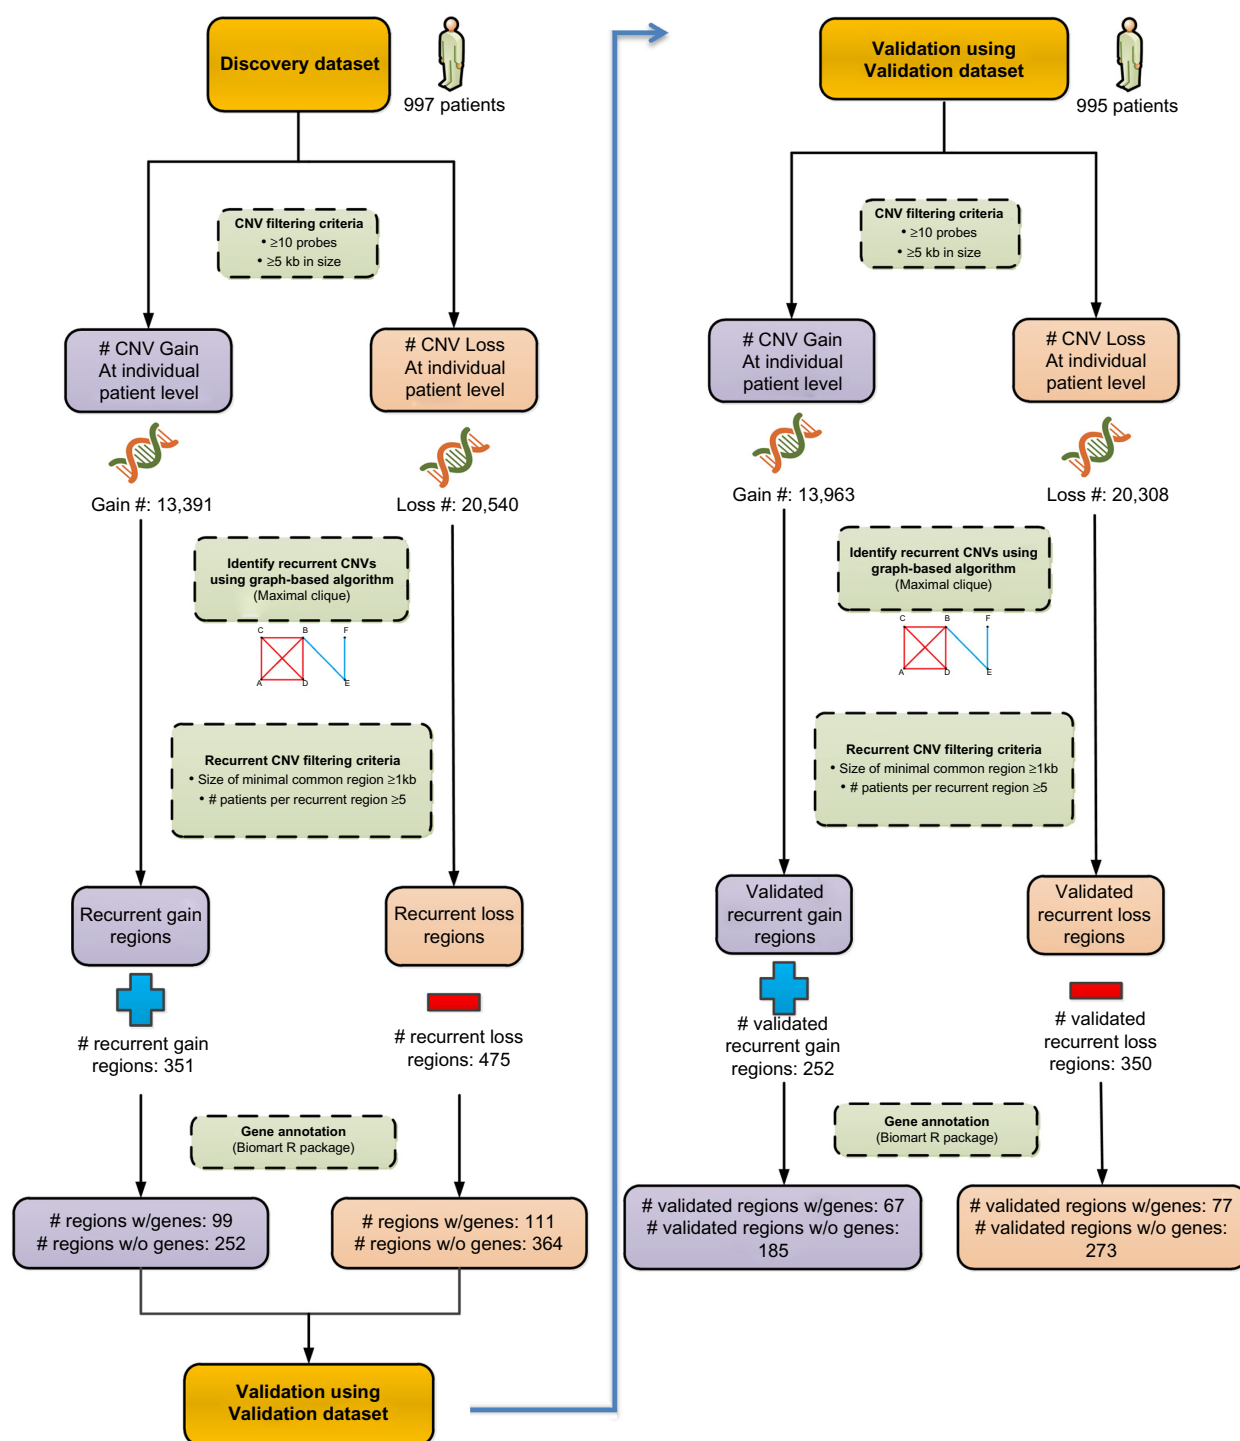 Discovery dataset
997 patients
CNV filtering criteria
• ≥10 probes
• ≥5 kb in size
# CNV Gain
At individual
patient level
# CNV Loss
At individual
patient level
Gain #: 13,391
Loss #: 20,540
Identify recurrent CNVs
using graph-based algorithm
(Maximal clique)
C B F
A D E
Recurrent CNV filtering criteria
• Size of minimal common region ≥1kb
• # patients per recurrent region ≥5
Recurrent gain
regions
Recurrent loss
regions
# recurrent gain
regions: 351
# recurrent loss
regions: 475
Gene annotation
(Biomart R package)
# regions w/genes: 99
# regions w/o genes: 252
# regions w/genes: 111
# regions w/o genes: 364
Validation using
Validation dataset
Validation using
Validation dataset
995 patients
CNV filtering criteria
• ≥10 probes
• ≥5 kb in size
# CNV Gain
At individual
patient level
# CNV Loss
At individual
patient level
Gain #: 13,963
Loss #: 20,308
Identify recurrent CNVs using
graph-based algorithm
(Maximal clique)
C B F
A D E
Recurrent CNV filtering criteria
• Size of minimal common region ≥1kb
• # patients per recurrent region ≥5
Validated
recurrent gain
regions
Validated
recurrent loss
regions
# validated
recurrent gain
regions: 252
# validated
recurrent loss
regions: 350
Gene annotation
(Biomart R package)
# validated regions w/genes: 67
# validated regions w/o genes:
185
# validated regions w/genes: 77
# validated regions w/o genes:
273